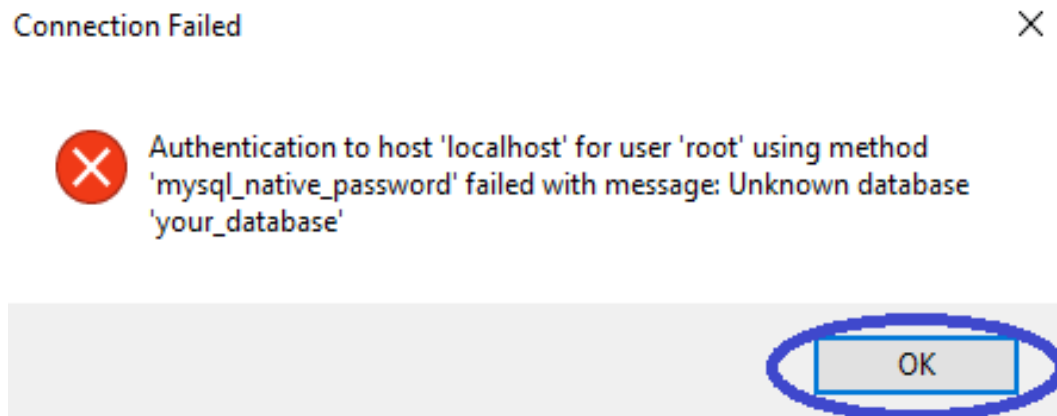 Connection Failed
Authentication to host 'localhost' for user 'root' using method
'mysql_native_password' failed with message: Unknown database
'your_database'
OK